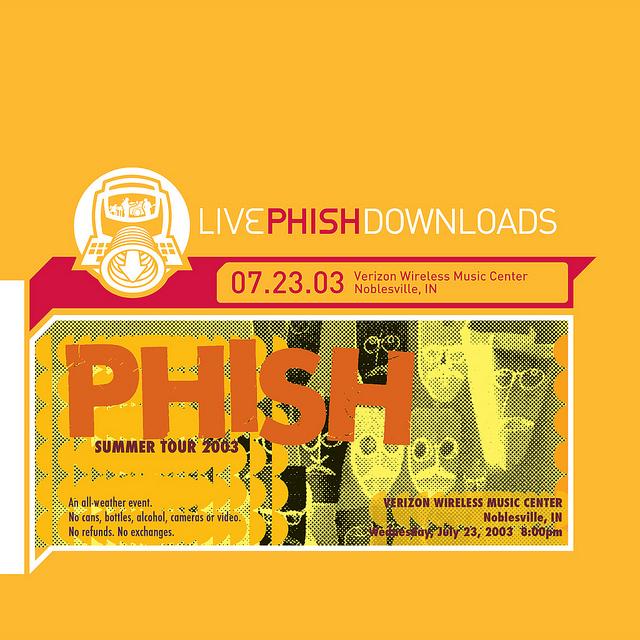 LIVEPHISHDOWNLOADS
07.23.03
Verizon Wireless Music Center
Noblesville, IN
PHISH
SUMMER TOUR 2003
An all-weather event.
No cans, bottles, alcohol, cameras or video.
No refunds. No exchanges.
VERIZON WIRELESS MUSIC CENTER
Noblesville, IN
Wednesday, July 23, 2003 8:00pm